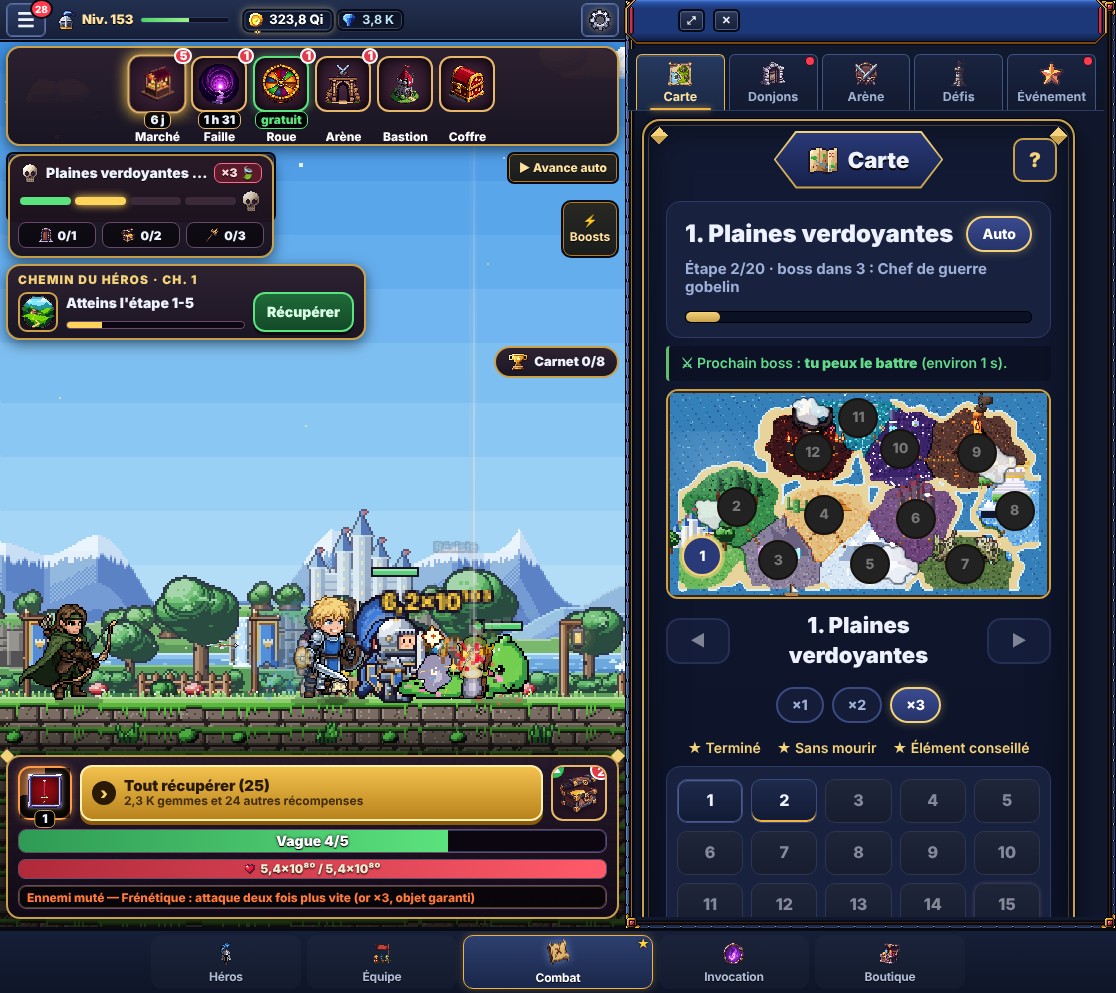 28
Niv. 153
323,8 Qi
3,8 K
5
1
1
1
6 j
1 h 31
gratuit
Marché
Faille
Roue
Arène
Bastion
Coffre
Plaines verdoyantes ...
×3
Avance auto
0/1
0/2
0/3
Boosts
CHEMIN DU HÉROS · CH. 1
Atteins l'étape 1-5
Récupérer
Carnet 0/8
1
Tout récupérer (25)
2,3 K gemmes et 24 autres récompenses
2
Vague 4/5
5,4×10⁸⁰ / 5,4×10⁸⁰
Ennemi muté — Frénétique : attaque deux fois plus vite (or ×3, objet garanti)
Carte
Donjons
Arène
Défis
Événement
Carte
?
1. Plaines verdoyantes
Auto
Étape 2/20 · boss dans 3 : Chef de guerre
gobelin
Prochain boss : tu peux le battre (environ 1 s).
11
12
10
9
2
4
6
8
1
3
5
7
1. Plaines
verdoyantes
×1
×2
×3
★ Terminé
★ Sans mourir
★ Élément conseillé
1
2
3
4
5
6
7
8
9
10
11
12
13
14
15
Héros
Équipe
Combat
Invocation
Boutique